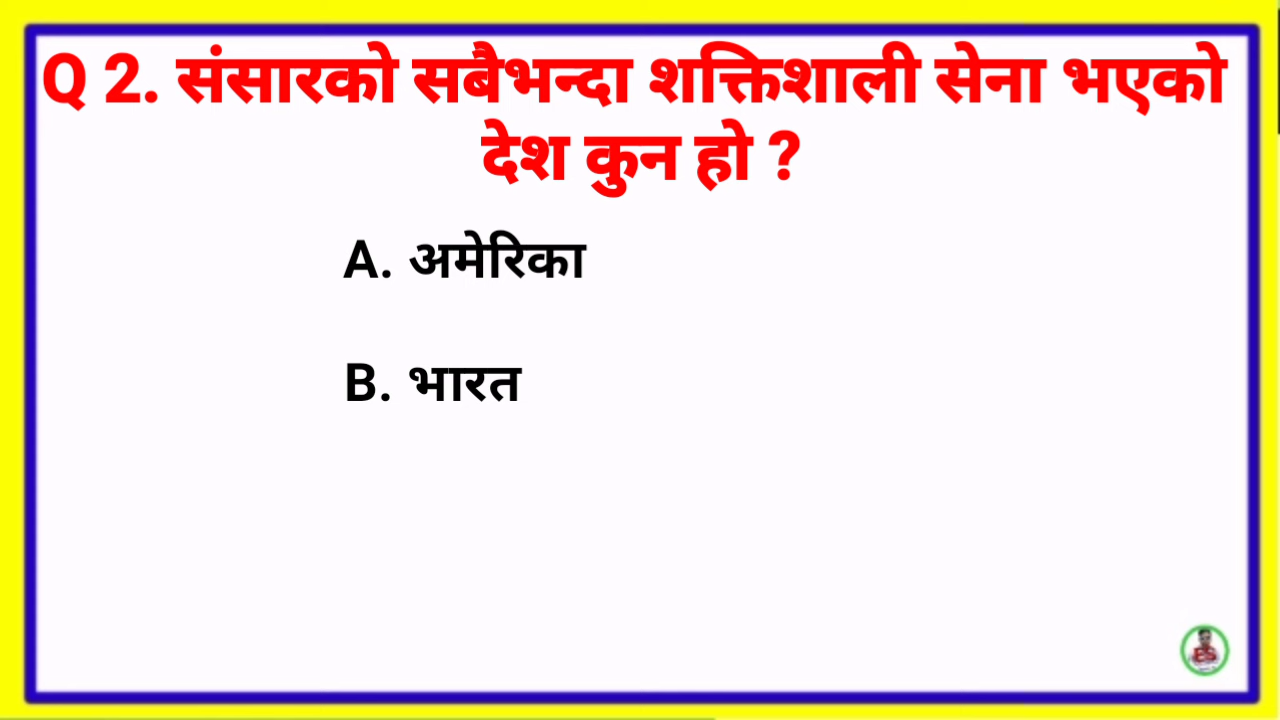 Q 2. संसारको सबैभन्दा शक्तिशाली सेना भएको
देश कुन हो ?
A. अमेरिका
B. भारत